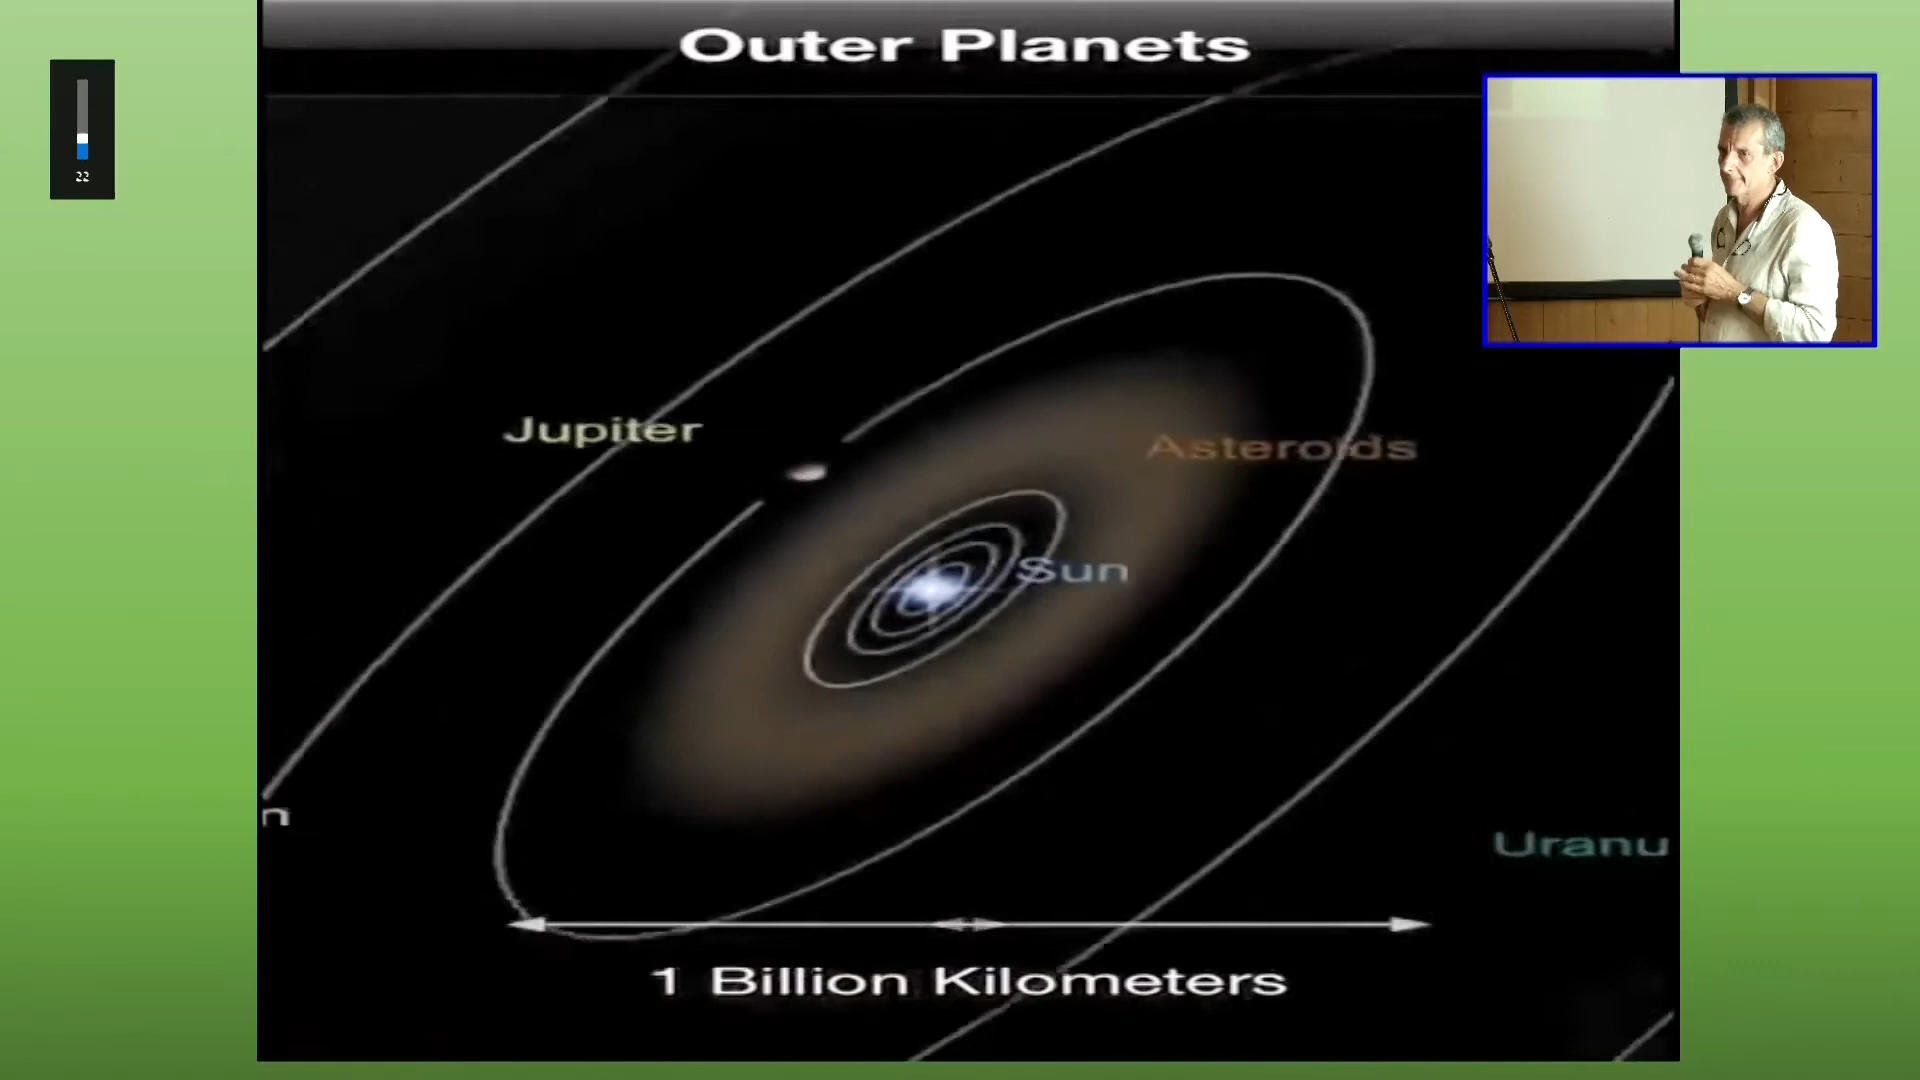 Outer Planets
22
Jupiter
Asteroids
Sun
n
Uranu
1 Billion Kilometers